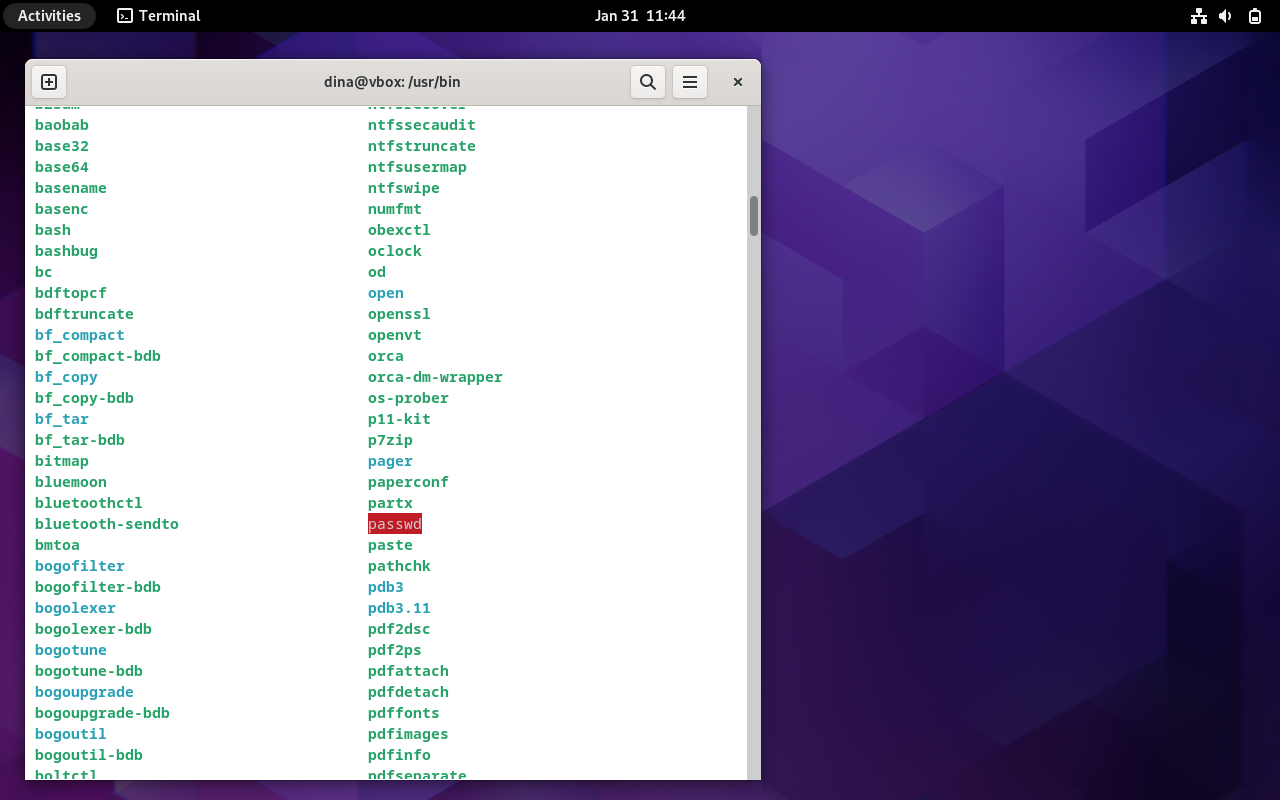 Activities Terminal Jan 31 11:44
dina@vbox: /usr/bin
baobab ntfssecaudit
base32 ntfstruncate
base64 ntfsusermap
basename ntfswipe
basenc numfmt
bash obexctl
bashbug oclock
bc od
bdftopcf open
bdftruncate openssl
bf_compact openvt
bf_compact-bdb orca
bf_copy orca-dm-wrapper
bf_copy-bdb os-prober
bf_tar p11-kit
bf_tar-bdb p7zip
bitmap pager
bluemoon paperconf
bluetoothctl partx
bluetooth-sendto passwd
bmtoa paste
bogofilter pathchk
bogofilter-bdb pdb3
bogolexer pdb3.11
bogolexer-bdb pdf2dsc
bogotune pdf2ps
bogotune-bdb pdfattach
bogoupgrade pdfdetach
bogoupgrade-bdb pdffonts
bogoutil pdfimages
bogoutil-bdb pdfinfo
boltctl pdfseparate